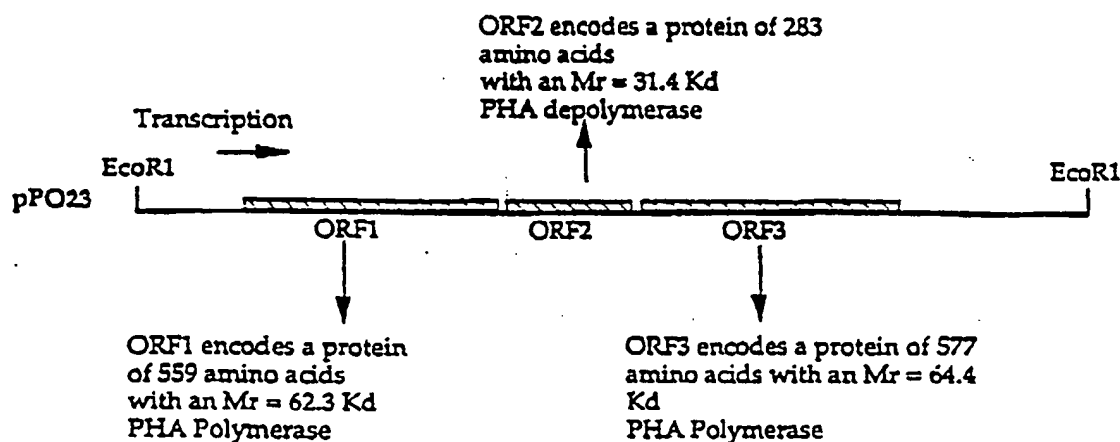 ORF2 encodes a protein of 283
amino acids
with an Mr = 31.4 Kd
PHA depolymerase
Transcription
EcoR1
EcoR1
pPO23
ORF1
ORF2
ORF3
ORF1 encodes a protein
of 559 amino acids
with an Mr = 62.3 Kd
PHA Polymerase
ORF3 encodes a protein of 577
amino acids with an Mr = 64.4
Kd
PHA Polymerase